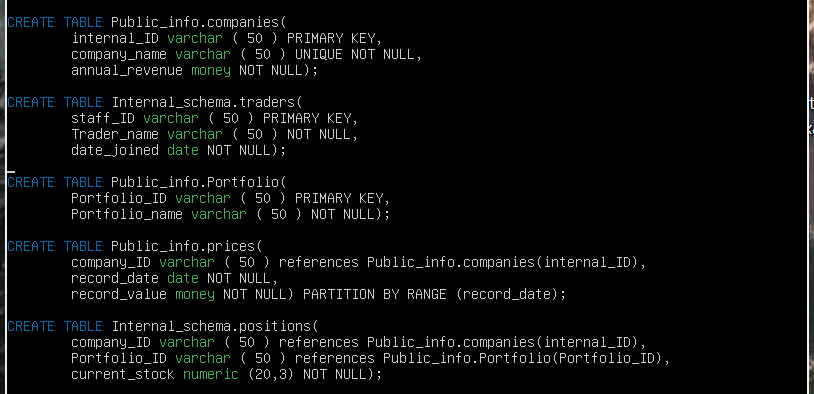 CREATE TABLE Public_info.companies(
internal_ID varchar ( 50 ) PRIMARY KEY,
company_name varchar ( 50 ) UNIQUE NOT NULL,
annual_revenue money NOT NULL);
CREATE TABLE Internal_schema.traders(
staff_ID varchar ( 50 ) PRIMARY KEY,
Trader_name varchar ( 50 ) NOT NULL,
date_joined date NOT NULL);
CREATE TABLE Public_info.Portfolio(
Portfolio_ID varchar ( 50 ) PRIMARY KEY,
Portfolio_name varchar ( 50 ) NOT NULL);
CREATE TABLE Public_info.prices(
company_ID varchar ( 50 ) references Public_info.companies(internal_ID),
record_date date NOT NULL,
record_value money NOT NULL) PARTITION BY RANGE (record_date);
CREATE TABLE Internal_schema.positions(
company_ID varchar ( 50 ) references Public_info.companies(internal_ID),
Portfolio_ID varchar ( 50 ) references Public_info.Portfolio(Portfolio_ID),
current_stock numeric (20,3) NOT NULL);